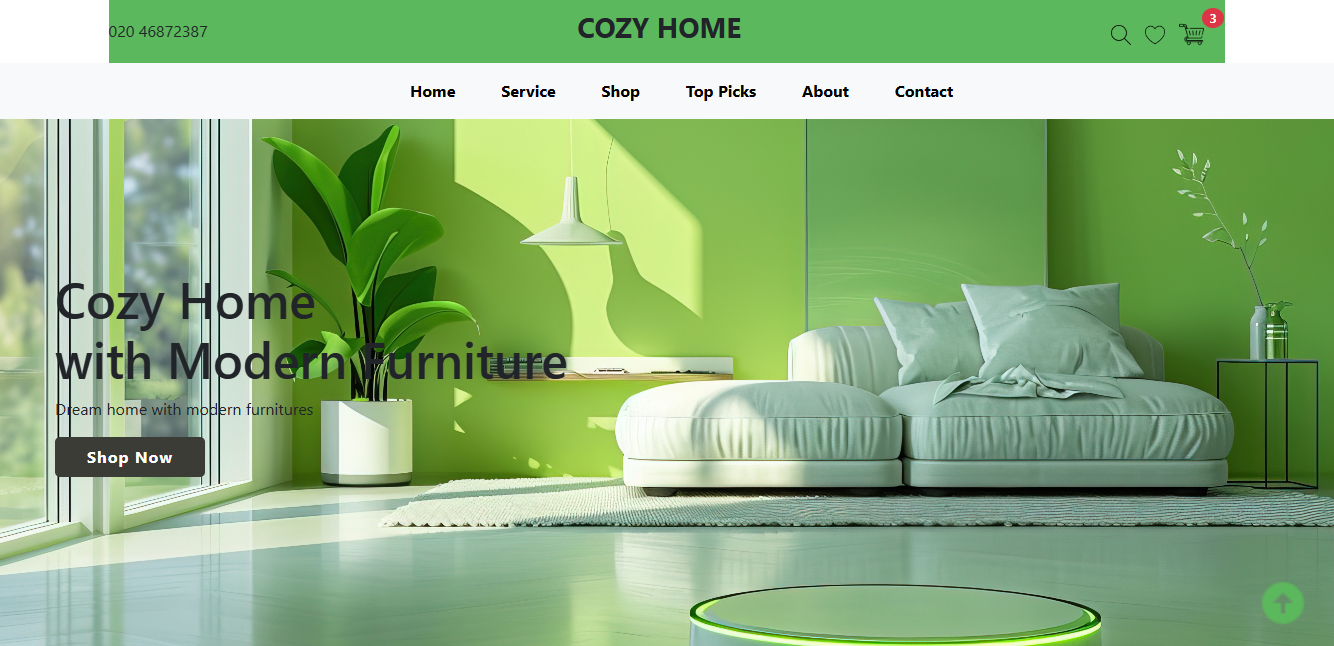 020 46872387
COZY HOME
3
Home Service Shop Top Picks About Contact
Cozy Home
with Modern Furniture
Dream home with modern furnitures
Shop Now